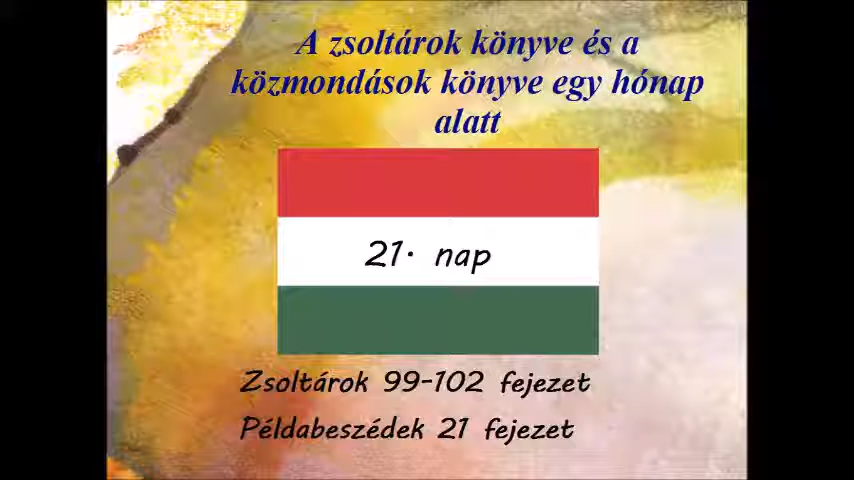 A zsoltárok könyve és a
közmondások könyve egy hónap
alatt
21. nap
Zsoltárok 99-102 fejezet
Példabeszédek 21 fejezet